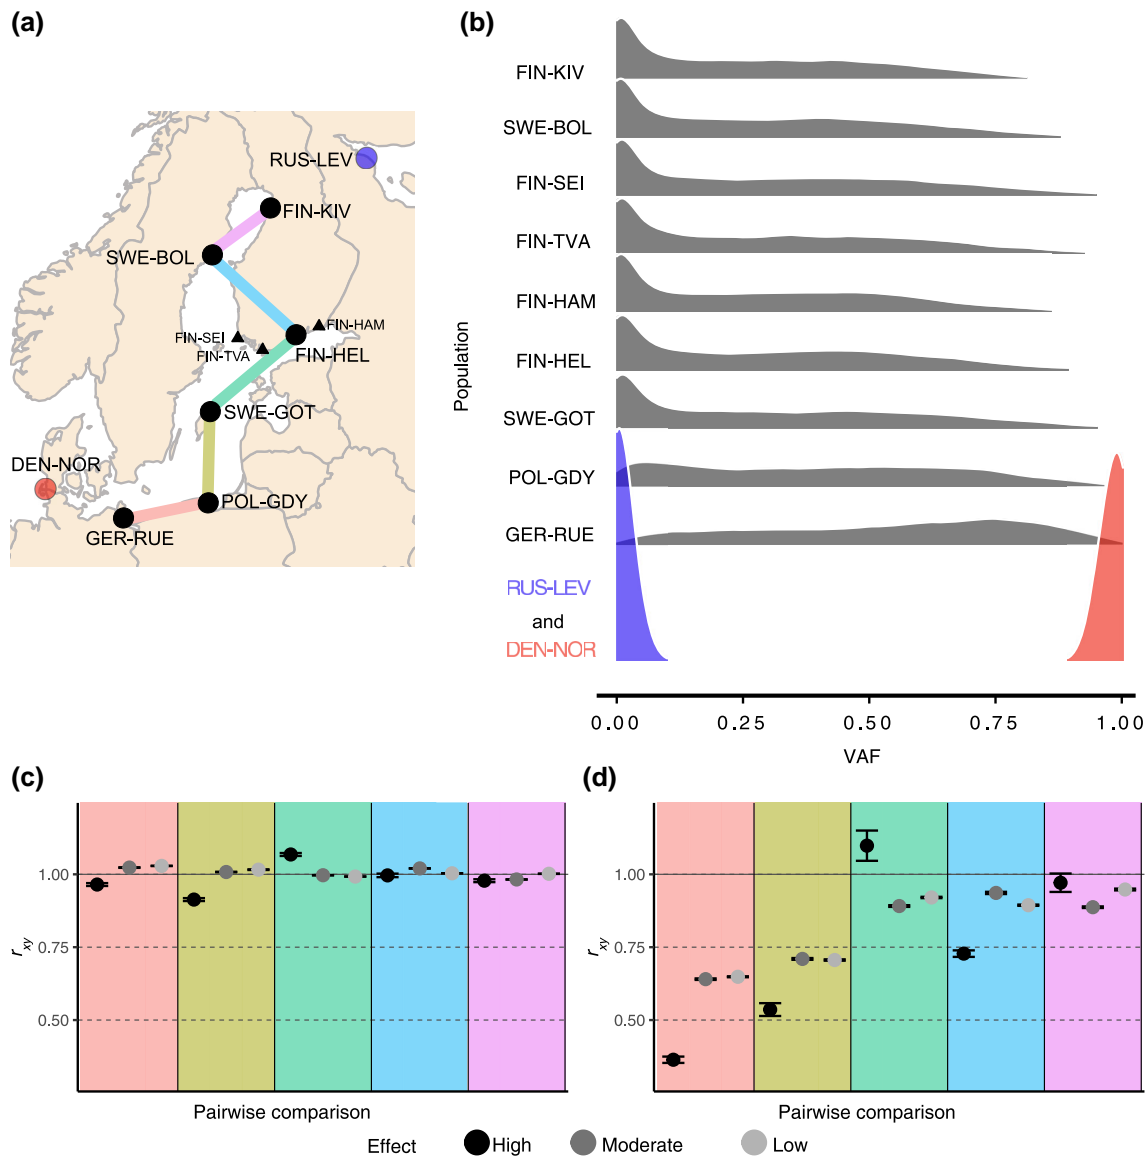 (a)
RUS-LEV
FIN-KIV
SWE-BOL
FIN-HAM
FIN-SEI
FIN-TVA
FIN-HEL
SWE-GOT
DEN-NOR
POL-GDY
GER-RUE
(b)
Population
FIN-KIV
SWE-BOL
FIN-SEI
FIN-TVA
FIN-HAM
FIN-HEL
SWE-GOT
POL-GDY
GER-RUE
RUS-LEV
and
DEN-NOR
0.00 0.25 0.50 0.75 1.00
VAF
(c)
rxy
1.00
0.75
0.50
Pairwise comparison
(d)
rxy
1.00
0.75
0.50
Pairwise comparison
Effect High Moderate Low